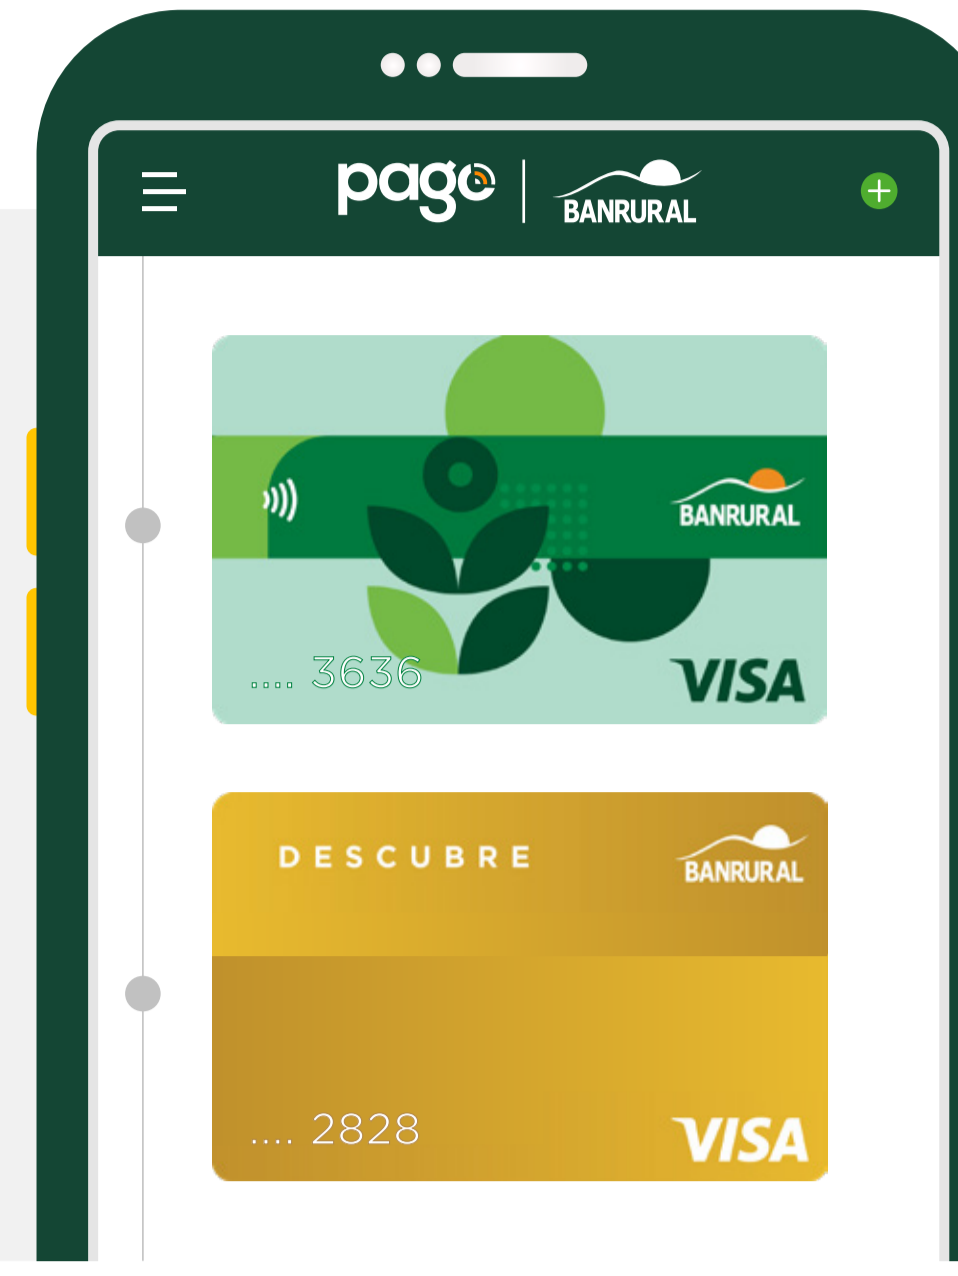 pago
BANRURAL
BANRURAL
.... 3636
VISA
DESCUBRE
BANRURAL
.... 2828
VISA